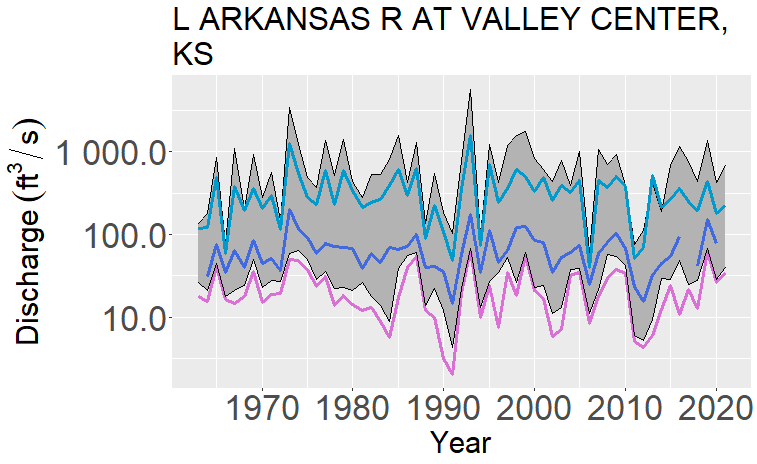 L ARKANSAS R AT VALLEY CENTER,
KS
Discharge (ft³/s)
1 000.0
100.0
10.0
1970 1980 1990 2000 2010 2020
Year